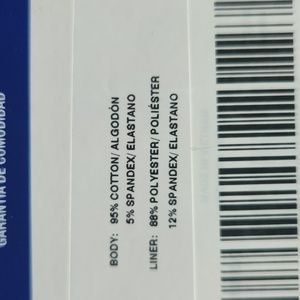 GARANTÍA DE COMODIDAD
BODY: 95% COTTON/ ALGODÓN
5% SPANDEX/ ELASTANO
LINER: 88% POLYESTER/ POLIÉSTER
12% SPANDEX/ ELASTANO